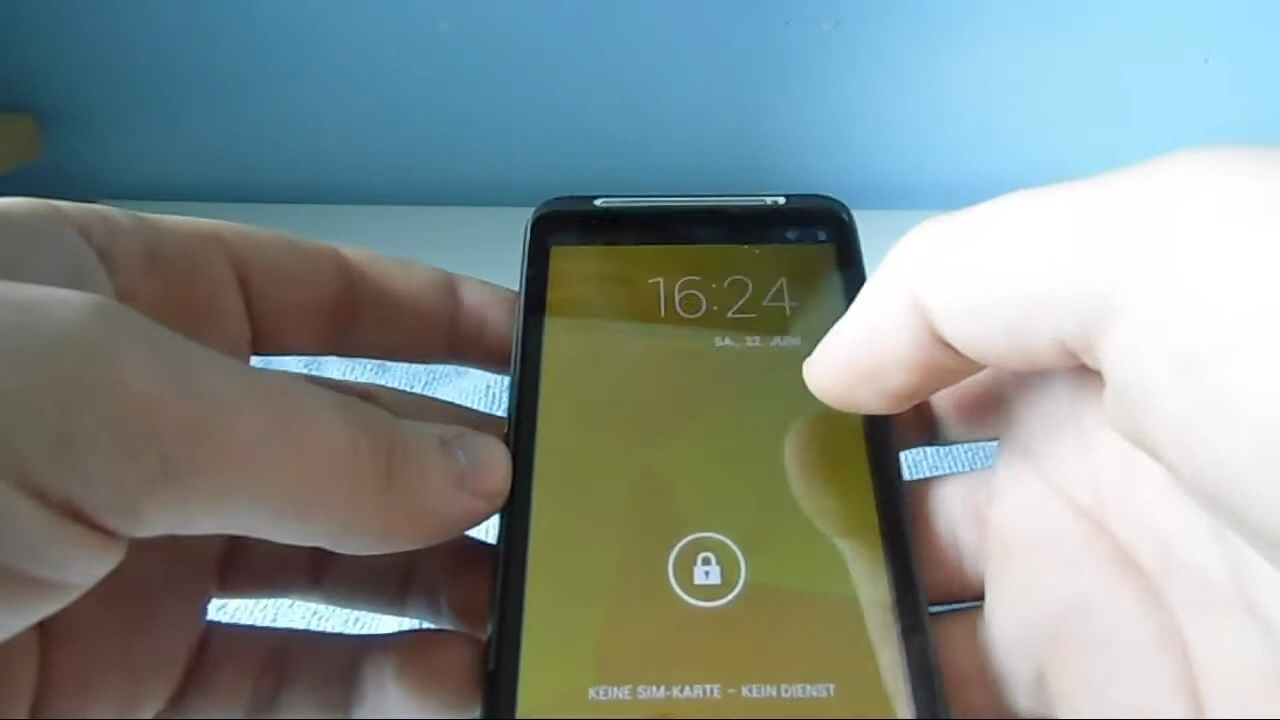 16:24
SA., 22. JUNI
KEINE SIM-KARTE – KEIN DIENST